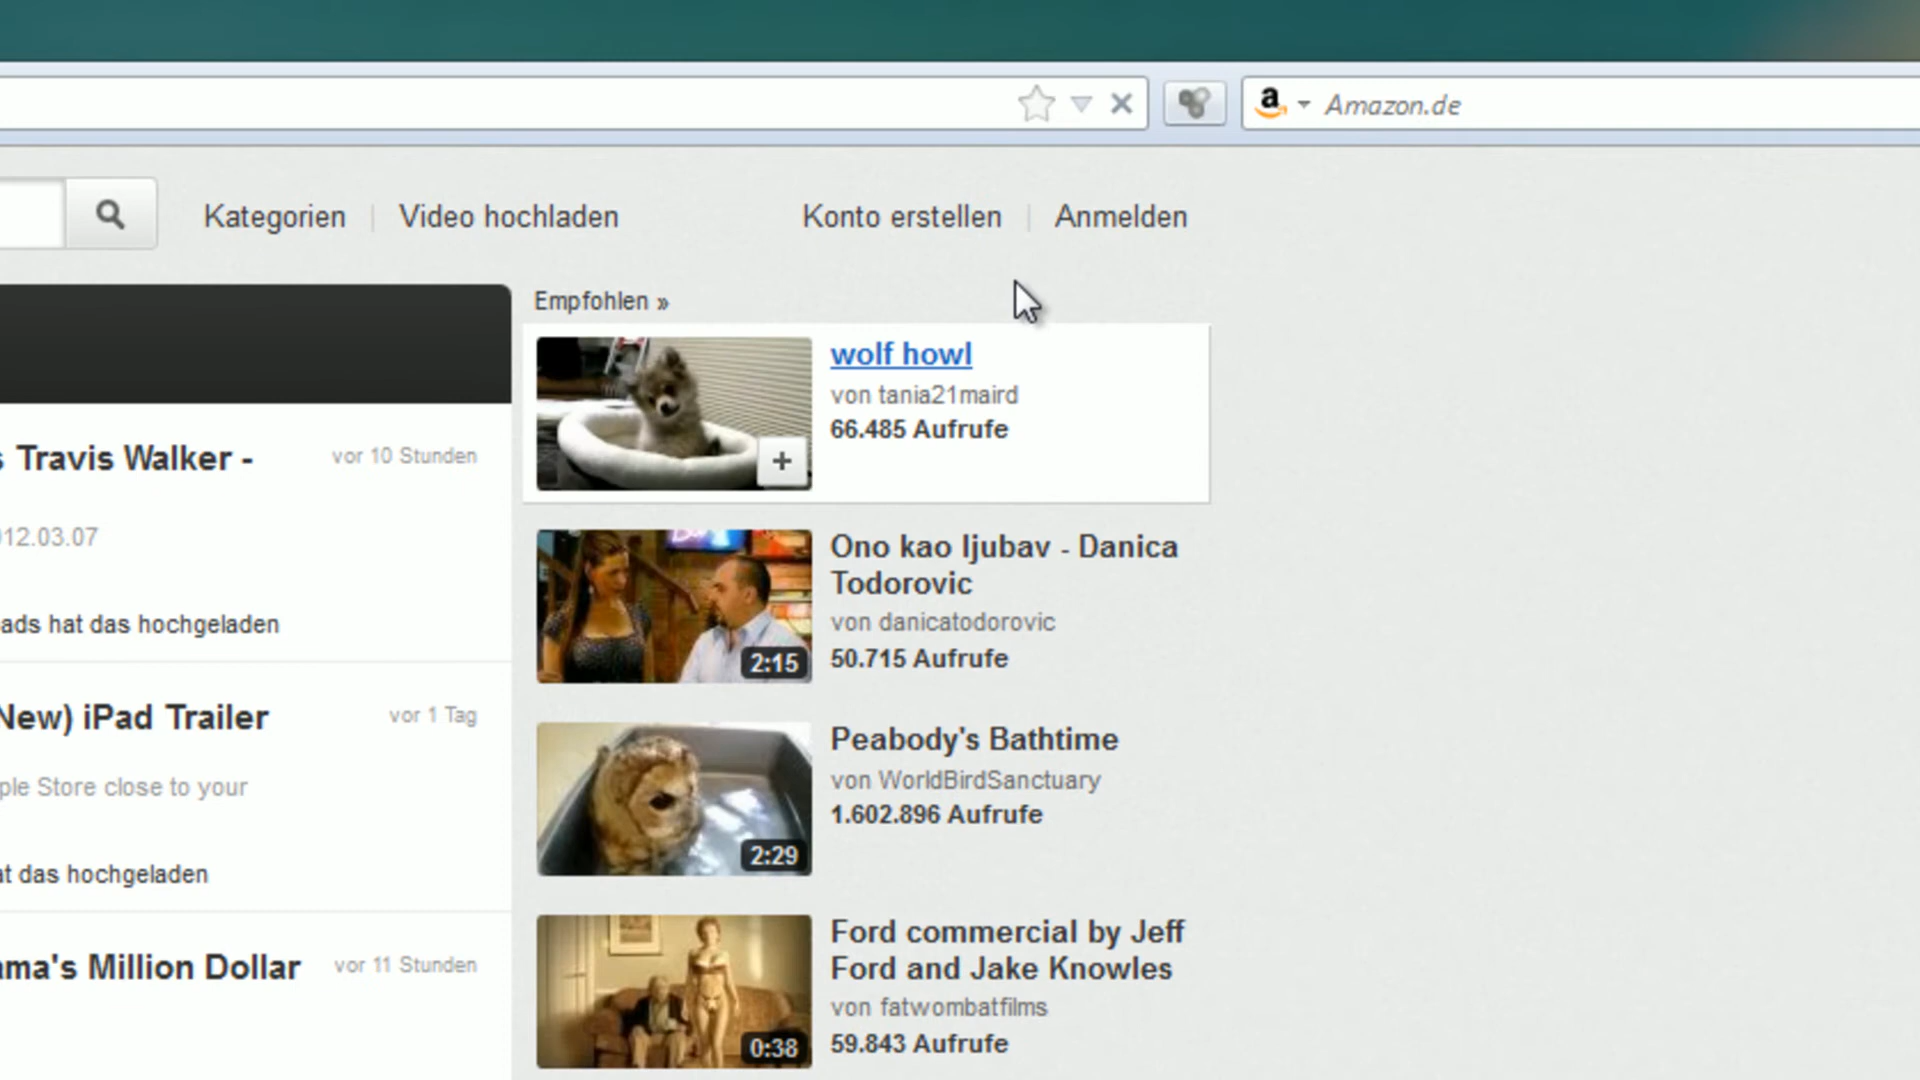 Amazon.de
Kategorien
Video hochladen
Konto erstellen
Anmelden
Empfohlen »
wolf howl
von tania21maird
66.485 Aufrufe
Ono kao ljubav - Danica
Todorovic
von danicatodorovic
50.715 Aufrufe
2:15
Peabody's Bathtime
von WorldBirdSanctuary
1.602.896 Aufrufe
2:29
Ford commercial by Jeff
Ford and Jake Knowles
von fatwombatfilms
59.843 Aufrufe
0:38
s Travis Walker -
vor 10 Stunden
012.03.07
ads hat das hochgeladen
New) iPad Trailer
vor 1 Tag
ple Store close to your
at das hochgeladen
ama's Million Dollar
vor 11 Stunden